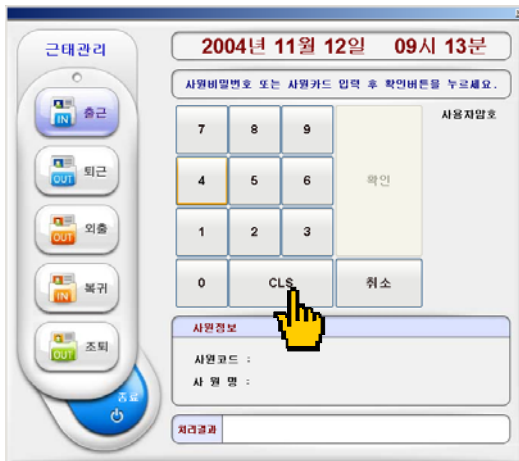 근태관리
IN 출근
OUT 퇴근
OUT 외출
IN 복귀
OUT 조퇴
종료
2004년 11월 12일 09시 13분
사원비밀번호 또는 사원카드 입력 후 확인버튼을 누르세요.
사용자암호
7 8 9
4 5 6 확인
1 2 3
0 CLS 취소
사원정보
사원코드 :
사 원 명 :
처리결과